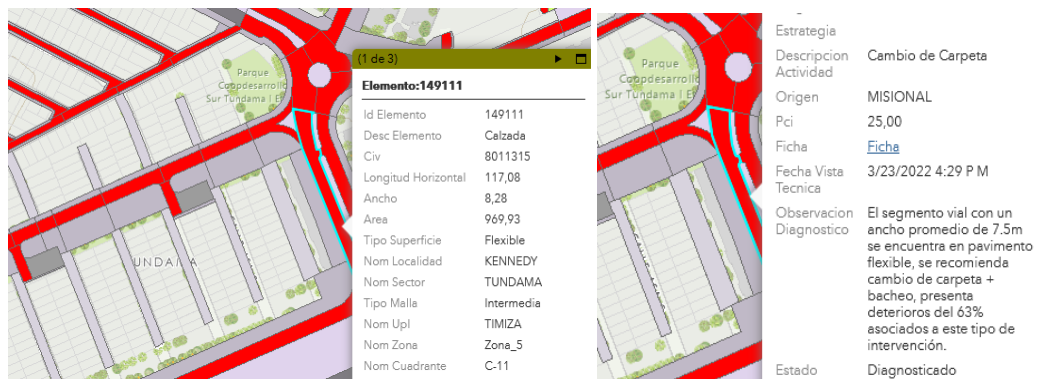 Parque
Coopdesarrollo
Sur Tundama I E
UNDAMA
(1 de 3)
Elemento:149111
Id Elemento 149111
Desc Elemento Calzada
Civ 8011315
Longitud Horizontal 117,08
Ancho 8,28
Area 969,93
Tipo Superficie Flexible
Nom Localidad KENNEDY
Nom Sector TUNDAMA
Tipo Malla Intermedia
Nom Upl TIMIZA
Nom Zona Zona_5
Nom Cuadrante C-11
Parque
Coopdesarrollo
Sur Tundama I E
Estrategia
Descripcion Cambio de Carpeta
Actividad
Origen MISIONAL
Pci 25,00
Ficha Ficha
Fecha Vista 3/23/2022 4:29 P M
Tecnica
Observacion El segmento vial con un
Diagnostico ancho promedio de 7.5m
se encuentra en pavimento
flexible, se recomienda
cambio de carpeta +
bacheo, presenta
deterioros del 63%
asociados a este tipo de
intervención.
Estado Diagnosticado